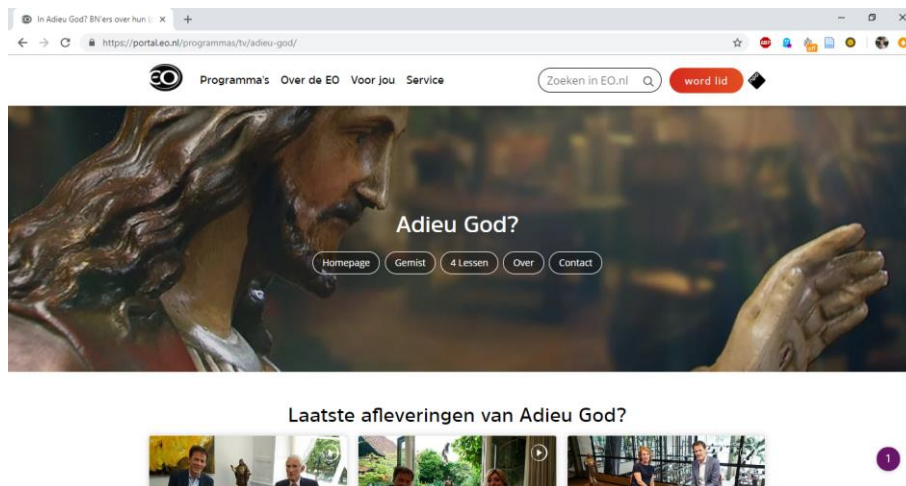 In Adieu God? BN'ers over hun
https://portal.eo.nl/programmas/tv/adieu-god/
EO Programma's Over de EO Voor jou Service Zoeken in EO.nl word lid
Adieu God?
Homepage Gemist 4 Lessen Over Contact
Laatste afleveringen van Adieu God?
1